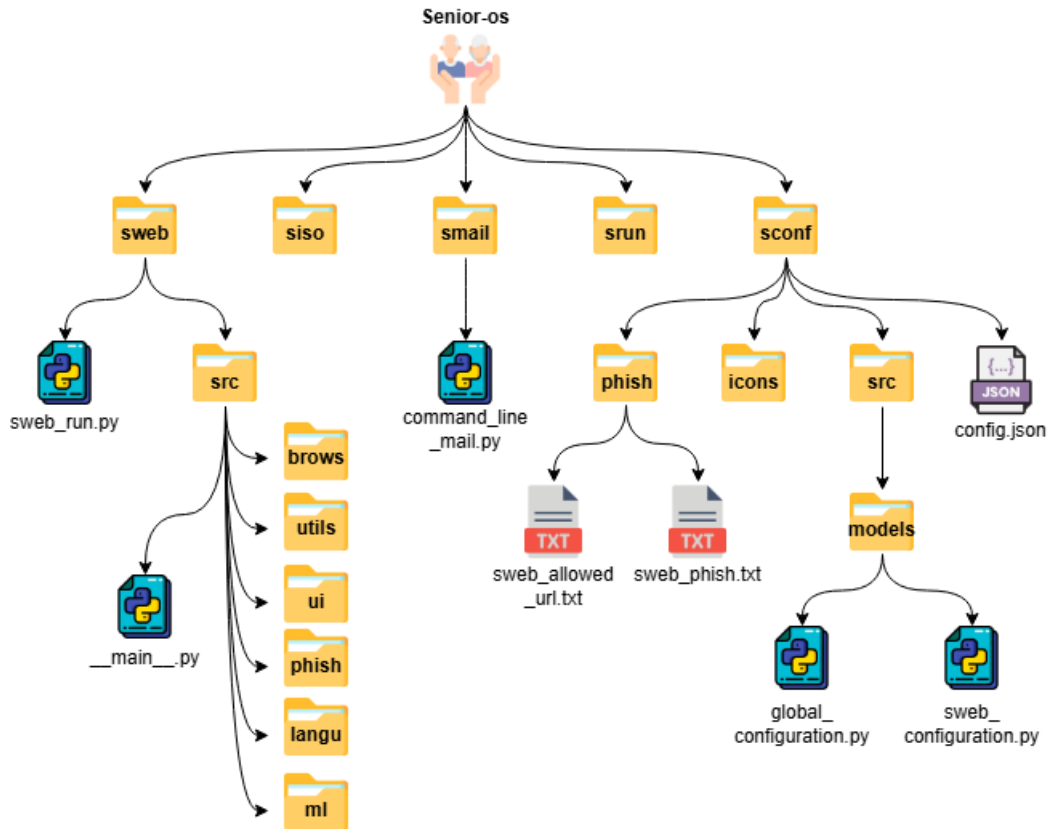 Senior-os
sweb
siso
smail
srun
sconf
sweb_run.py
src
command_line
_mail.py
phish
icons
src
{...}
JSON
config.json
brows
utils
ui
phish
langu
ml
__main__.py
TXT
sweb_allowed
_url.txt
TXT
sweb_phish.txt
models
global_
configuration.py
sweb_
configuration.py